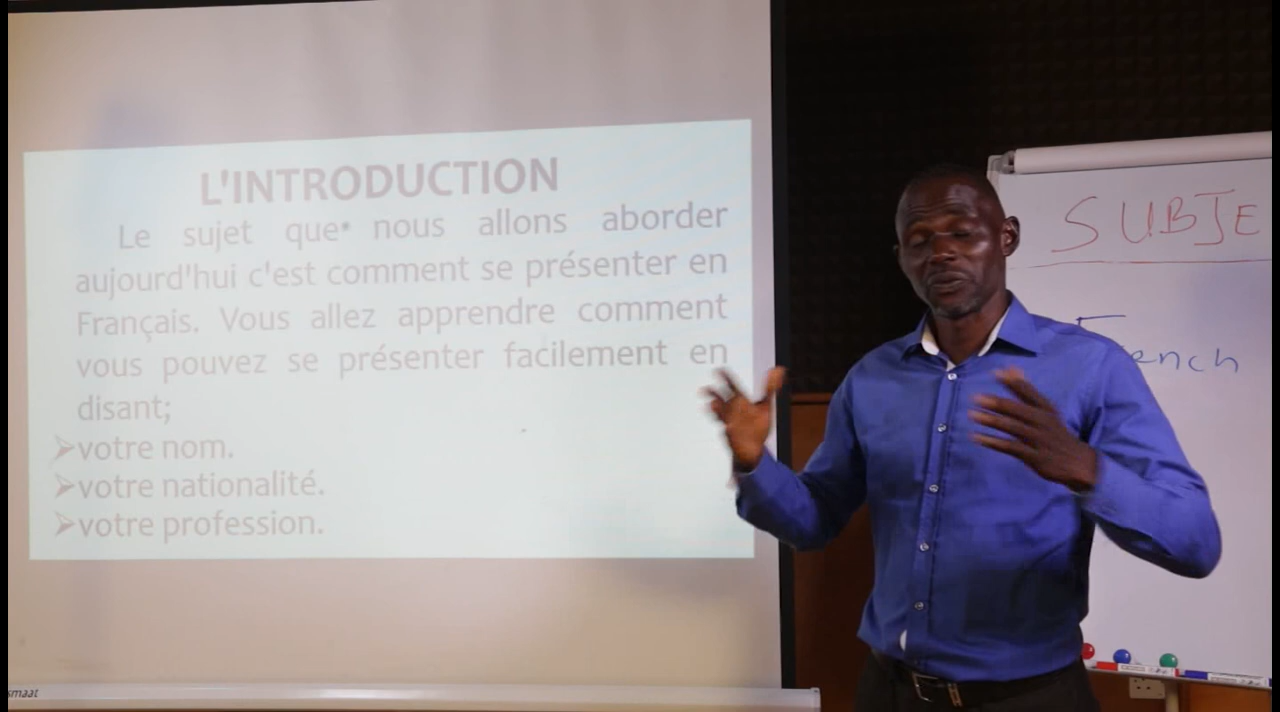 L'INTRODUCTION
Le sujet que nous allons aborder
aujourd'hui c'est comment se présenter en
Français. Vous allez apprendre comment
vous pouvez se présenter facilement en
disant;
➢votre nom.
➢votre nationalité.
➢votre profession.
SUBJE
French
smaat